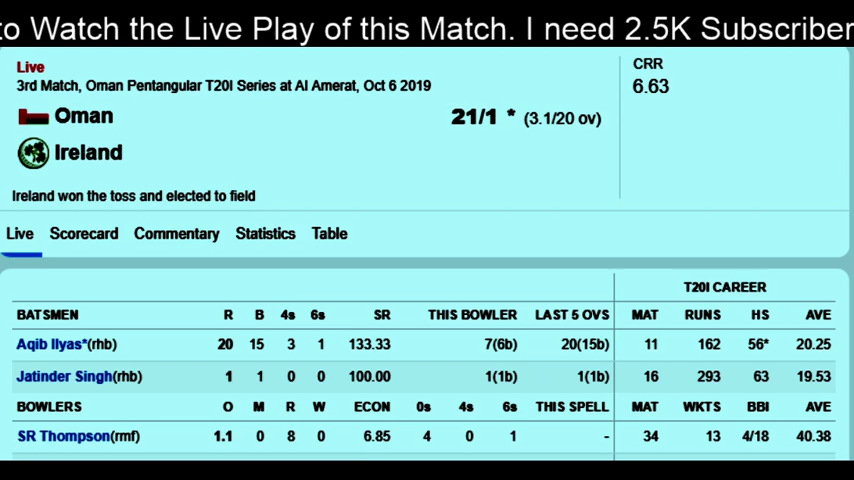 to Watch the Live Play of this Match. I need 2.5K Subscriber
Live
3rd Match, Oman Pentangular T20I Series at Al Amerat, Oct 6 2019
Oman 21/1 * (3.1/20 ov)
Ireland
CRR
6.63
Ireland won the toss and elected to field
Live Scorecard Commentary Statistics Table
T20I CAREER
BATSMEN R B 4s 6s SR THIS BOWLER LAST 5 OVS MAT RUNS HS AVE
Aqib Ilyas*(rhb) 20 15 3 1 133.33 7(6b) 20(15b) 11 162 56* 20.25
Jatinder Singh(rhb) 1 1 0 0 100.00 1(1b) 1(1b) 16 293 63 19.53
BOWLERS O M R W ECON 0s 4s 6s THIS SPELL MAT WKTS BBI AVE
SR Thompson(rmf) 1.1 0 8 0 6.85 4 0 1 - 34 13 4/18 40.38